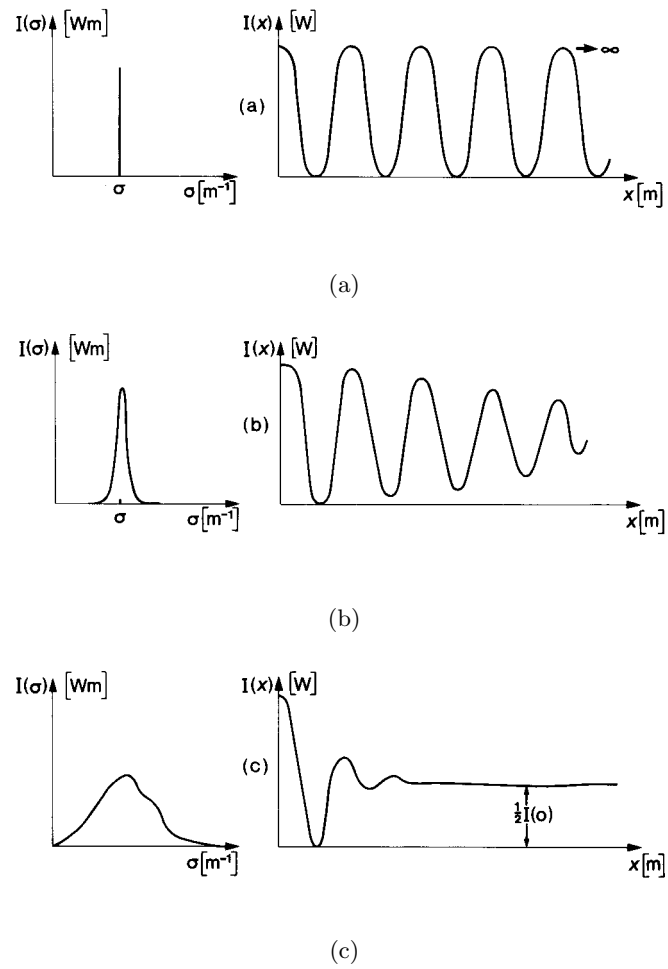 I(σ) [Wm]
σ
σ[m⁻¹]
I(x) [W]
(a)
→ ∞
x[m]
(a)
I(σ) [Wm]
σ
σ[m⁻¹]
I(x) [W]
(b)
x[m]
(b)
I(σ) [Wm]
σ[m⁻¹]
I(x) [W]
(c)
½I(o)
x[m]
(c)